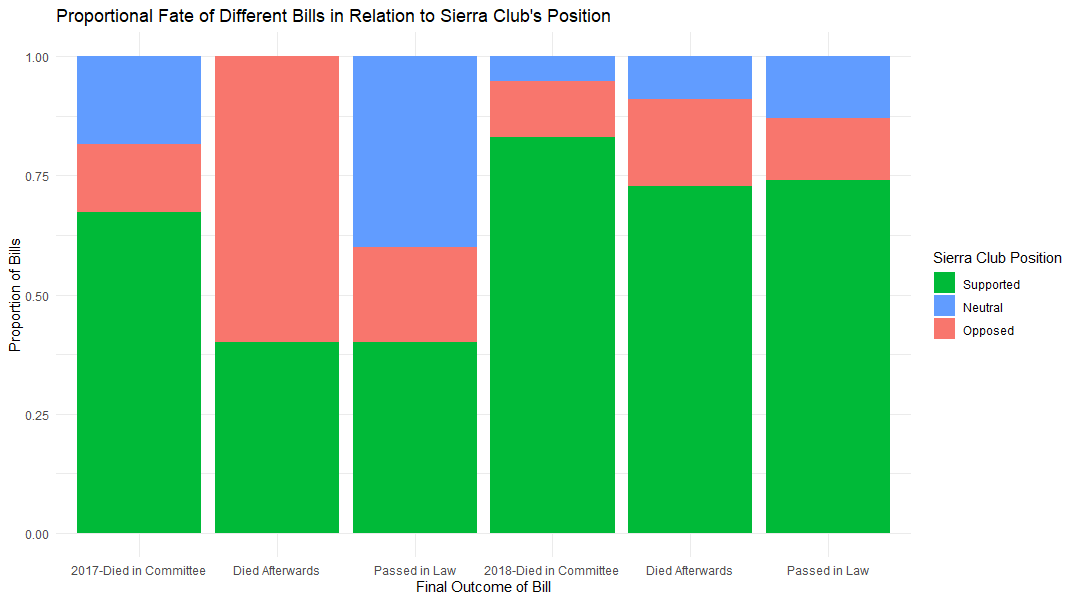 Proportional Fate of Different Bills in Relation to Sierra Club's Position
Proportion of Bills
1.00
0.75
0.50
0.25
0.00
2017-Died in Committee
Died Afterwards
Passed in Law
2018-Died in Committee
Died Afterwards
Passed in Law
Final Outcome of Bill
Sierra Club Position
Supported
Neutral
Opposed